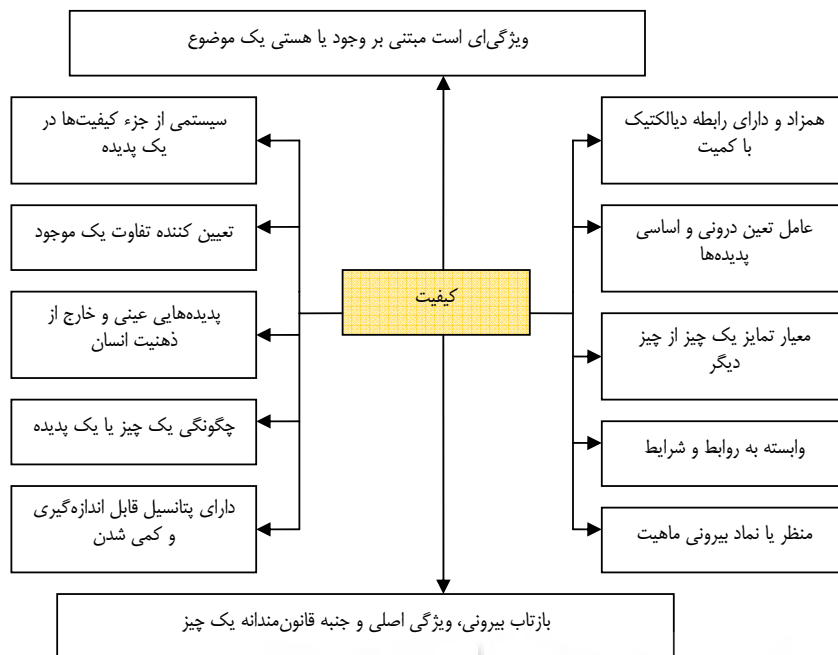 ویژگی‌ای است مبتنی بر وجود یا هستی یک موضوع
همزاد و دارای رابطه دیالکتیک
با کمیت
عامل تعین درونی و اساسی
پدیده‌ها
معیار تمایز یک چیز از چیز
دیگر
وابسته به روابط و شرایط
منظر یا نماد بیرونی ماهیت
کیفیت
سیستمی از جزء کیفیت‌ها در
یک پدیده
تعیین کننده تفاوت یک موجود
پدیده‌هایی عینی و خارج از
ذهنیت انسان
چگونگی یک چیز یا یک پدیده
دارای پتانسیل قابل اندازه‌گیری
و کمی شدن
بازتاب بیرونی، ویژگی اصلی و جنبه قانون‌مندانه یک چیز